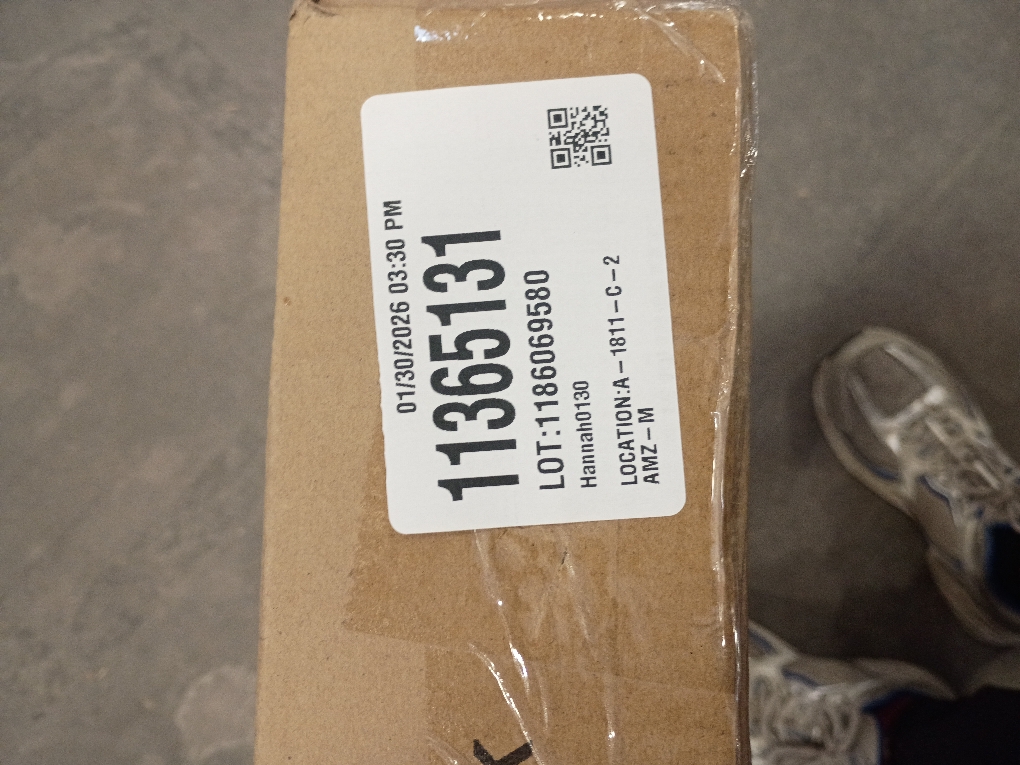 01/30/2026 03:30 PM
11365131
LOT:1186069580
Hannah0130
LOCATION:A-1811-C-2
AMZ-M